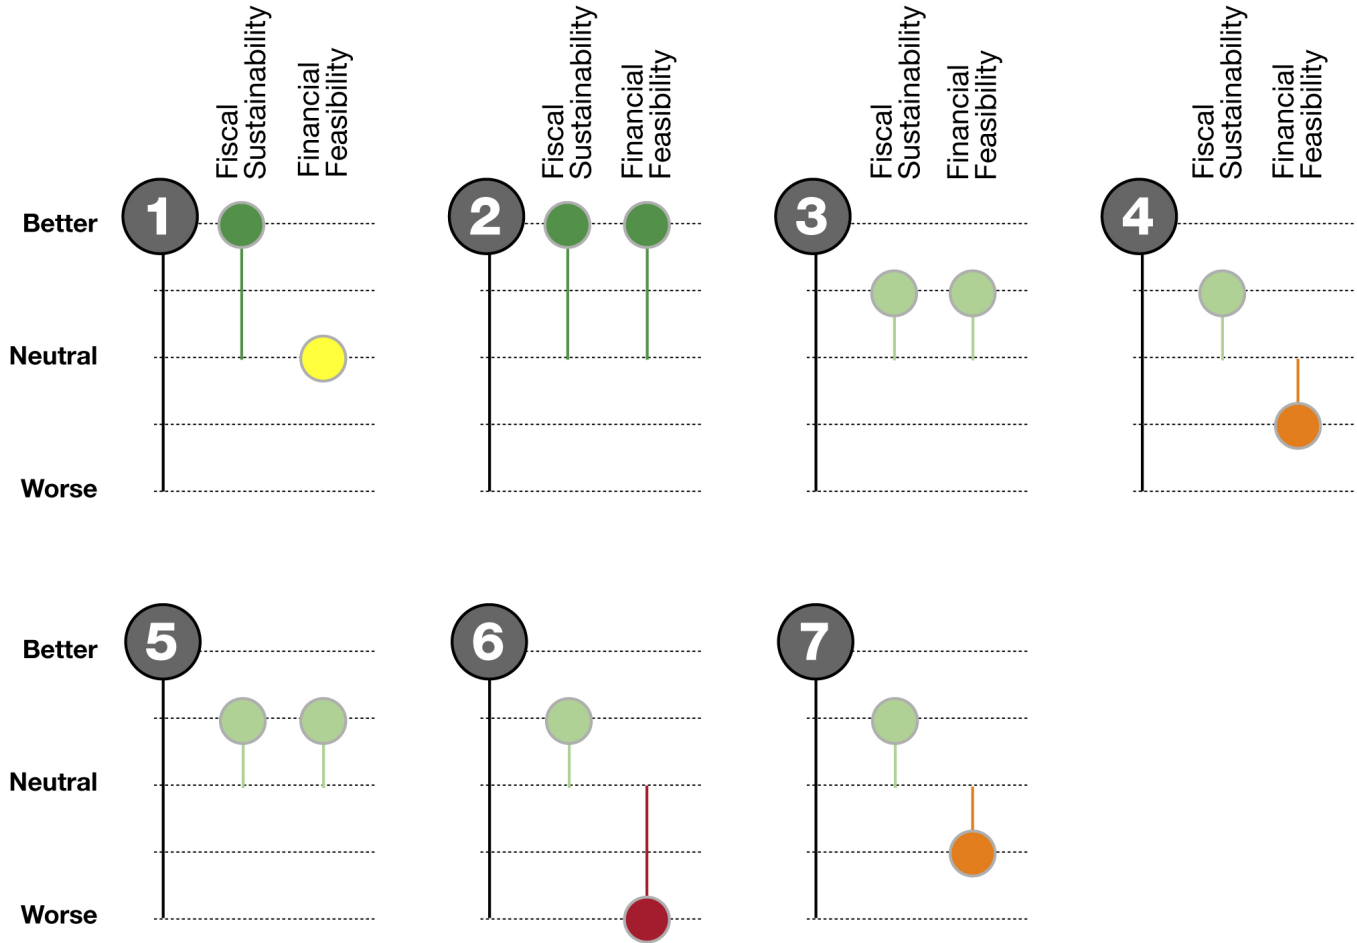 Fiscal
Sustainability
Financial
Feasibility
Fiscal
Sustainability
Financial
Feasibility
Fiscal
Sustainability
Financial
Feasibility
Fiscal
Sustainability
Financial
Feasibility
1
2
3
4
Better
Neutral
Worse
5
6
7
Better
Neutral
Worse